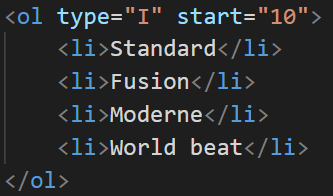 <ol type="I" start="10">
    <li>Standard</li>
    <li>Fusion</li>
    <li>Moderne</li>
    <li>World beat</li>
</ol>